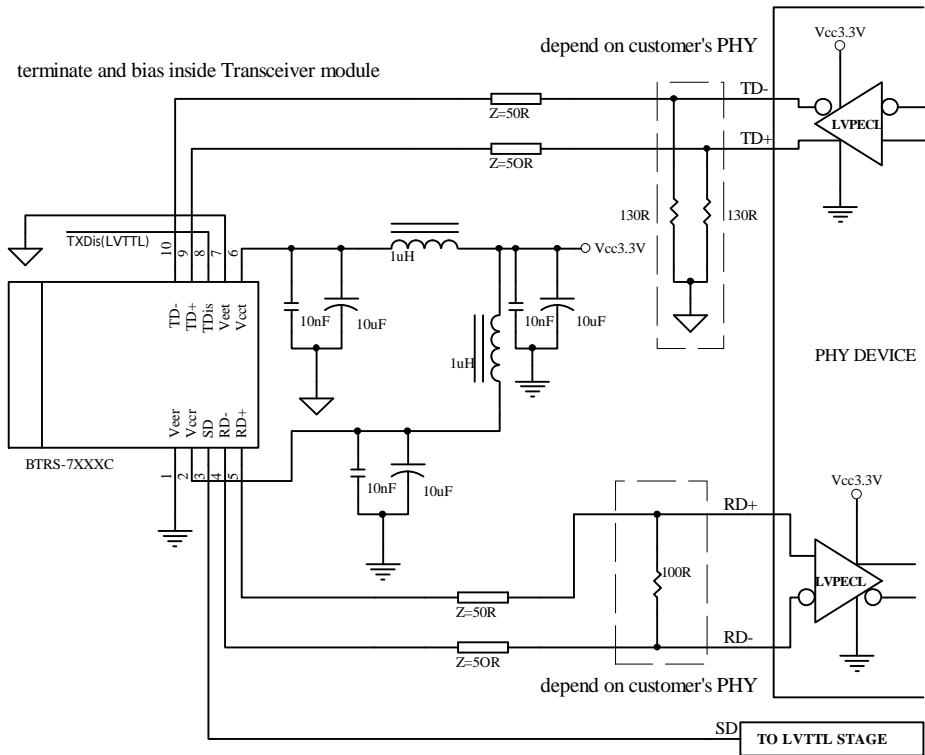 depend on customer's PHY
Vcc3.3V
terminate and bias inside Transceiver module
TD-
Z=50R
LVPECL
TD+
Z=5OR
130R
130R
TXDis(LVTTL)
10
9
8
7
6
1uH
Vcc3.3V
TD-
TD+
TDis
Veet
Vcct
10nF
10uF
10nF
10uF
1uH
PHY DEVICE
Veer
Vccr
SD
RD-
RD+
BTRS-7XXXC
1
2
3
4
5
10nF
10uF
Vcc3.3V
RD+
100R
LVPECL
Z=50R
RD-
Z=5OR
depend on customer's PHY
SD
TO LVTTL STAGE